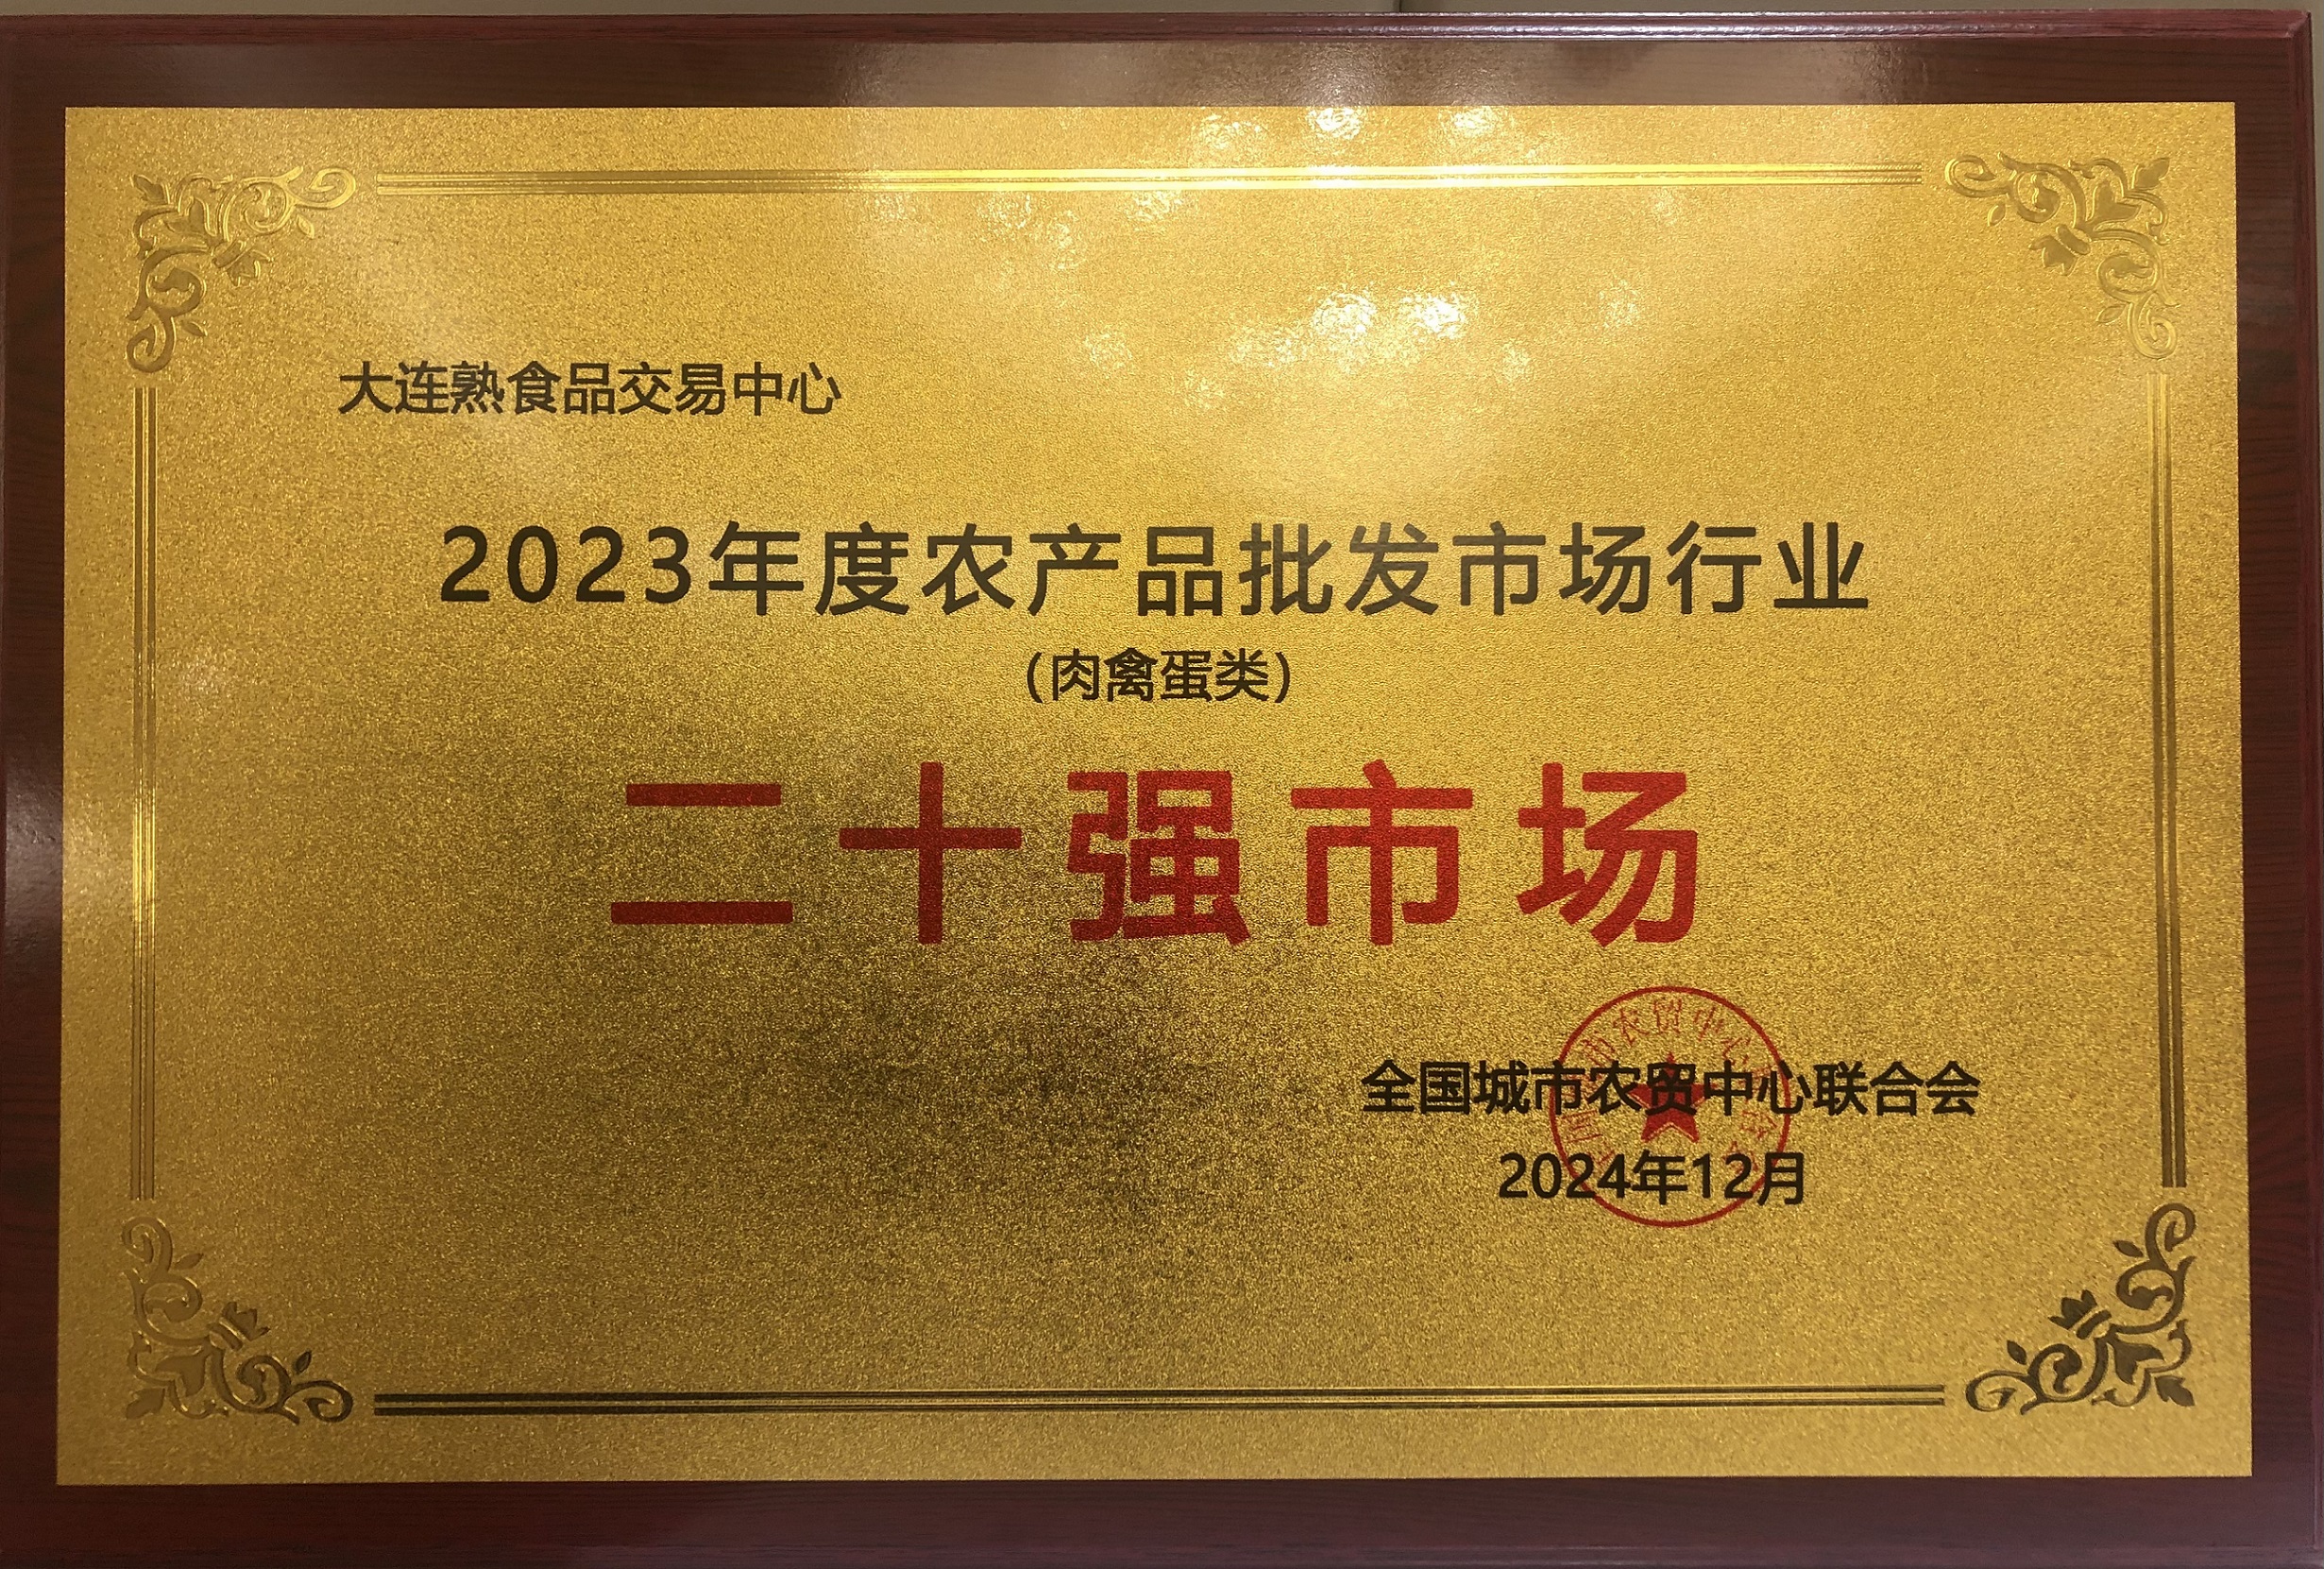 大连熟食品交易中心
2023年度农产品批发市场行业
（肉禽蛋类）
二十强市场
全国城市农贸中心联合会
2024年12月